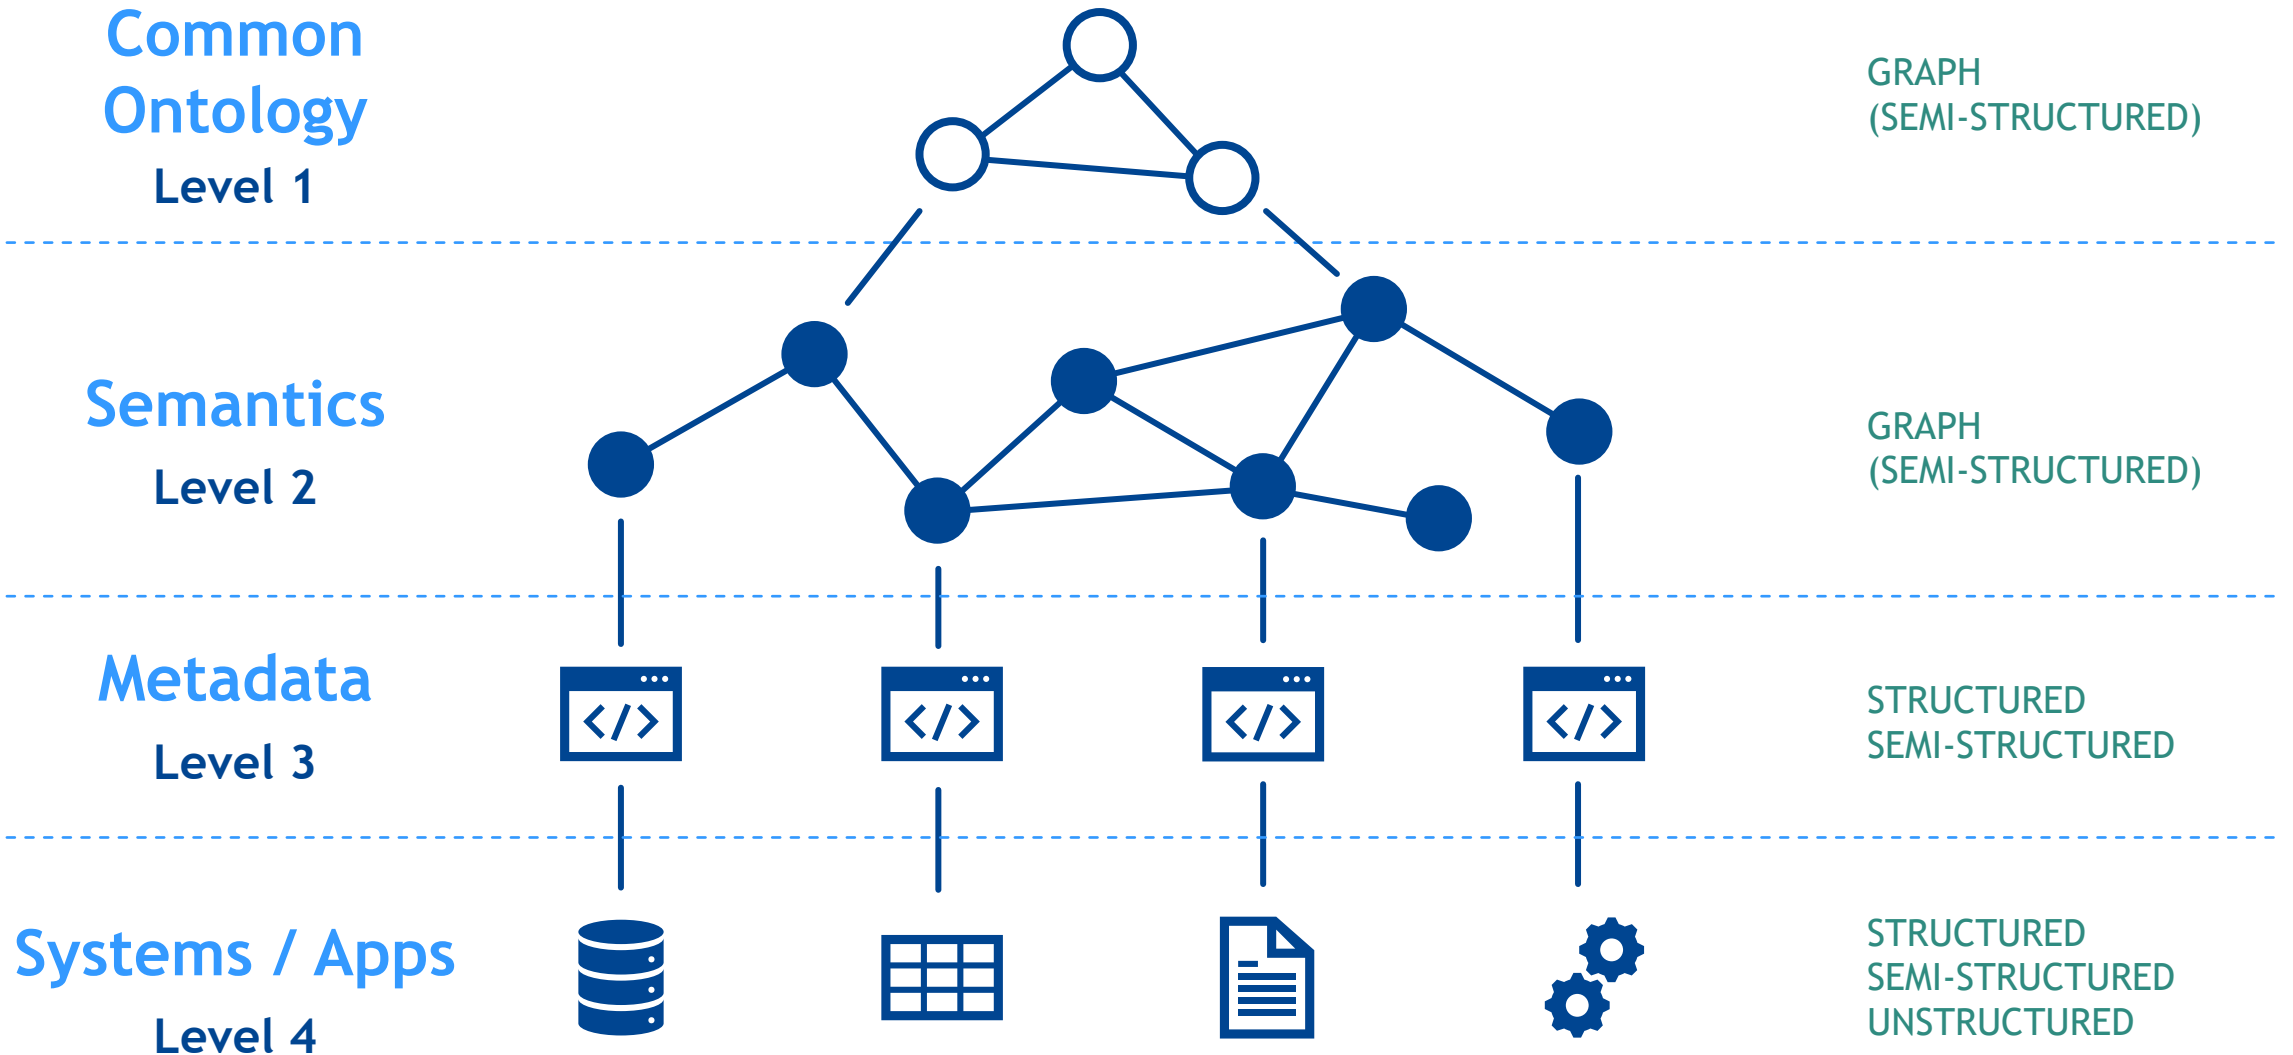 Common
Ontology
Level 1
GRAPH
(SEMI-STRUCTURED)
Semantics
Level 2
GRAPH
(SEMI-STRUCTURED)
Metadata
Level 3
</>
</>
</>
</>
STRUCTURED
SEMI-STRUCTURED
Systems / Apps
Level 4
STRUCTURED
SEMI-STRUCTURED
UNSTRUCTURED